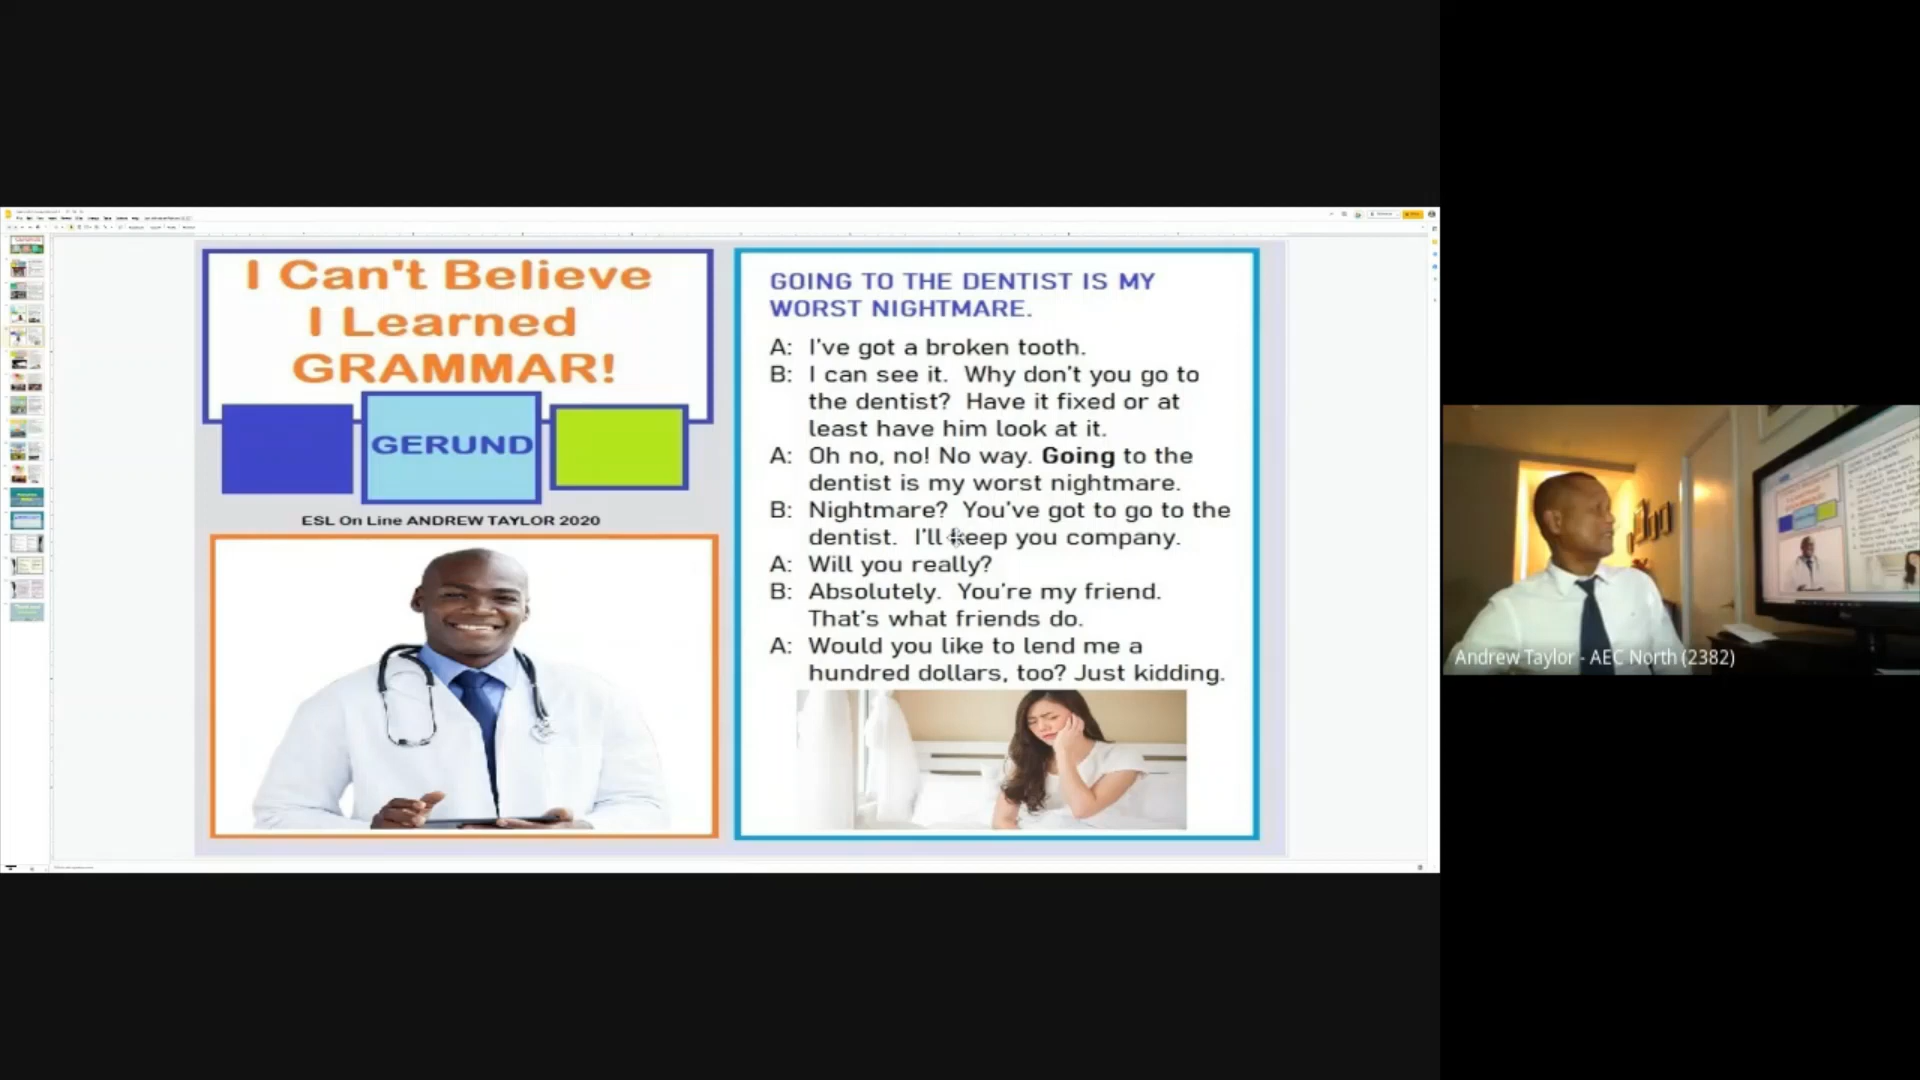 I Can't Believe
I Learned
GRAMMAR!
GERUND
ESL On Line ANDREW TAYLOR 2020
GOING TO THE DENTIST IS MY
WORST NIGHTMARE.
A: I've got a broken tooth.
B: I can see it. Why don't you go to
the dentist? Have it fixed or at
least have him look at it.
A: Oh no, no! No way. Going to the
dentist is my worst nightmare.
B: Nightmare? You've got to go to the
dentist. I'll keep you company.
A: Will you really?
B: Absolutely. You're my friend.
That's what friends do.
A: Would you like to lend me a
hundred dollars, too? Just kidding.
Andrew Taylor - AEC North (2382)